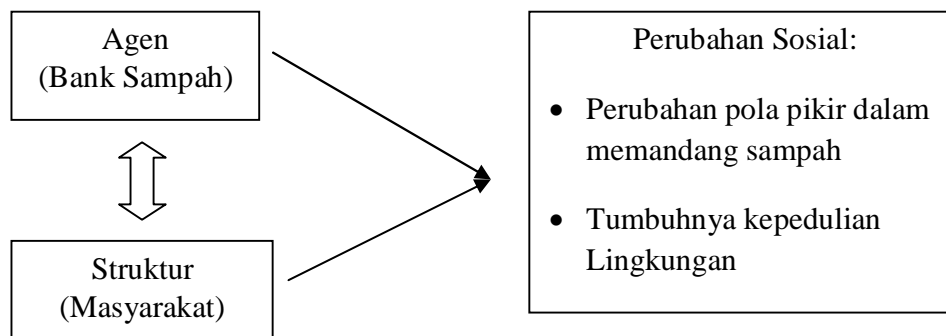 Agen
(Bank Sampah)
Struktur
(Masyarakat)
Perubahan Sosial:
• Perubahan pola pikir dalam
memandang sampah
• Tumbuhnya kepedulian
Lingkungan